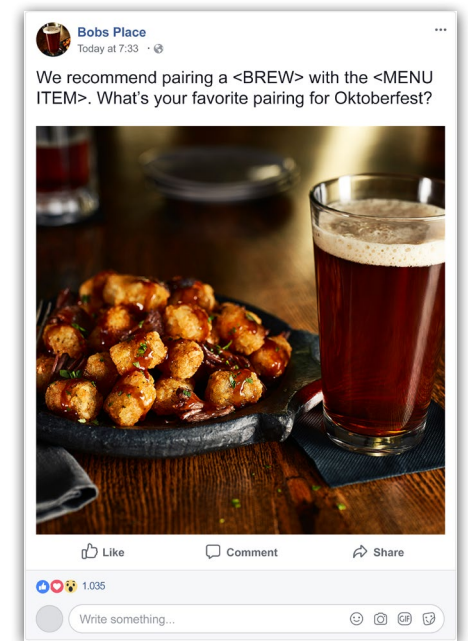 Bobs Place
Today at 7:33 ·
We recommend pairing a <BREW> with the <MENU
ITEM>. What's your favorite pairing for Oktoberfest?
Like Comment Share
1.035
Write something...
GIF